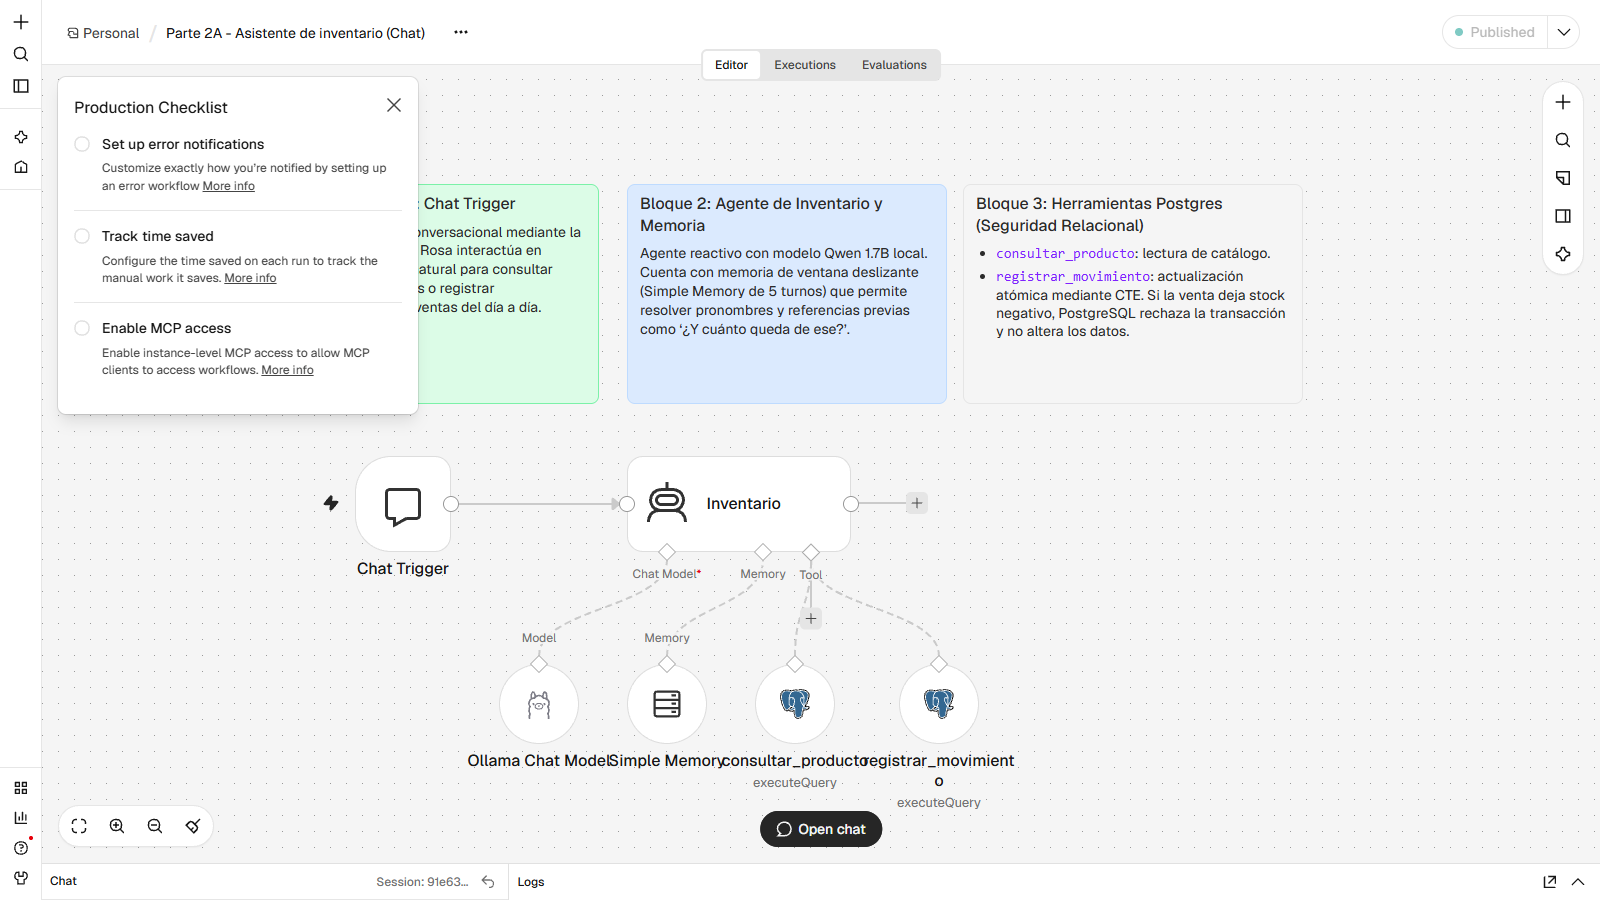 Personal / Parte 2A - Asistente de inventario (Chat) ...
Published
Editor Executions Evaluations
Production Checklist
Set up error notifications
Customize exactly how you're notified by setting up
an error workflow More info
Track time saved
Configure the time saved on each run to track the
manual work it saves. More info
Enable MCP access
Enable instance-level MCP access to allow MCP
clients to access workflows. More info
: Chat Trigger
onversacional mediante la
Rosa interactúa en
atural para consultar
s o registrar
ventas del día a día.
Bloque 2: Agente de Inventario y
Memoria
Agente reactivo con modelo Qwen 1.7B local.
Cuenta con memoria de ventana deslizante
(Simple Memory de 5 turnos) que permite
resolver pronombres y referencias previas
como ‘¿Y cuánto queda de ese?’.
Bloque 3: Herramientas Postgres
(Seguridad Relacional)
• consultar_producto: lectura de catálogo.
• registrar_movimiento: actualización
atómica mediante CTE. Si la venta deja stock
negativo, PostgreSQL rechaza la transacción
y no altera los datos.
Chat Trigger
Inventario
Chat Model*
Memory
Tool
Model
Memory
Ollama Chat Model
Simple Memory
consultar_producto
executeQuery
registrar_movimient
o
executeQuery
Open chat
Chat
Session: 91e63...
Logs